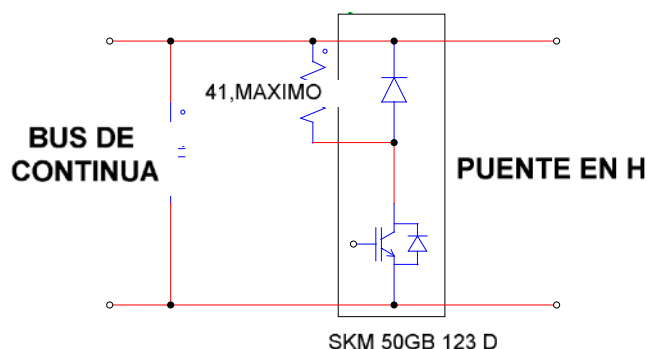 41,MAXIMO
BUS DE
CONTINUA
PUENTE EN H
SKM 50GB 123 D